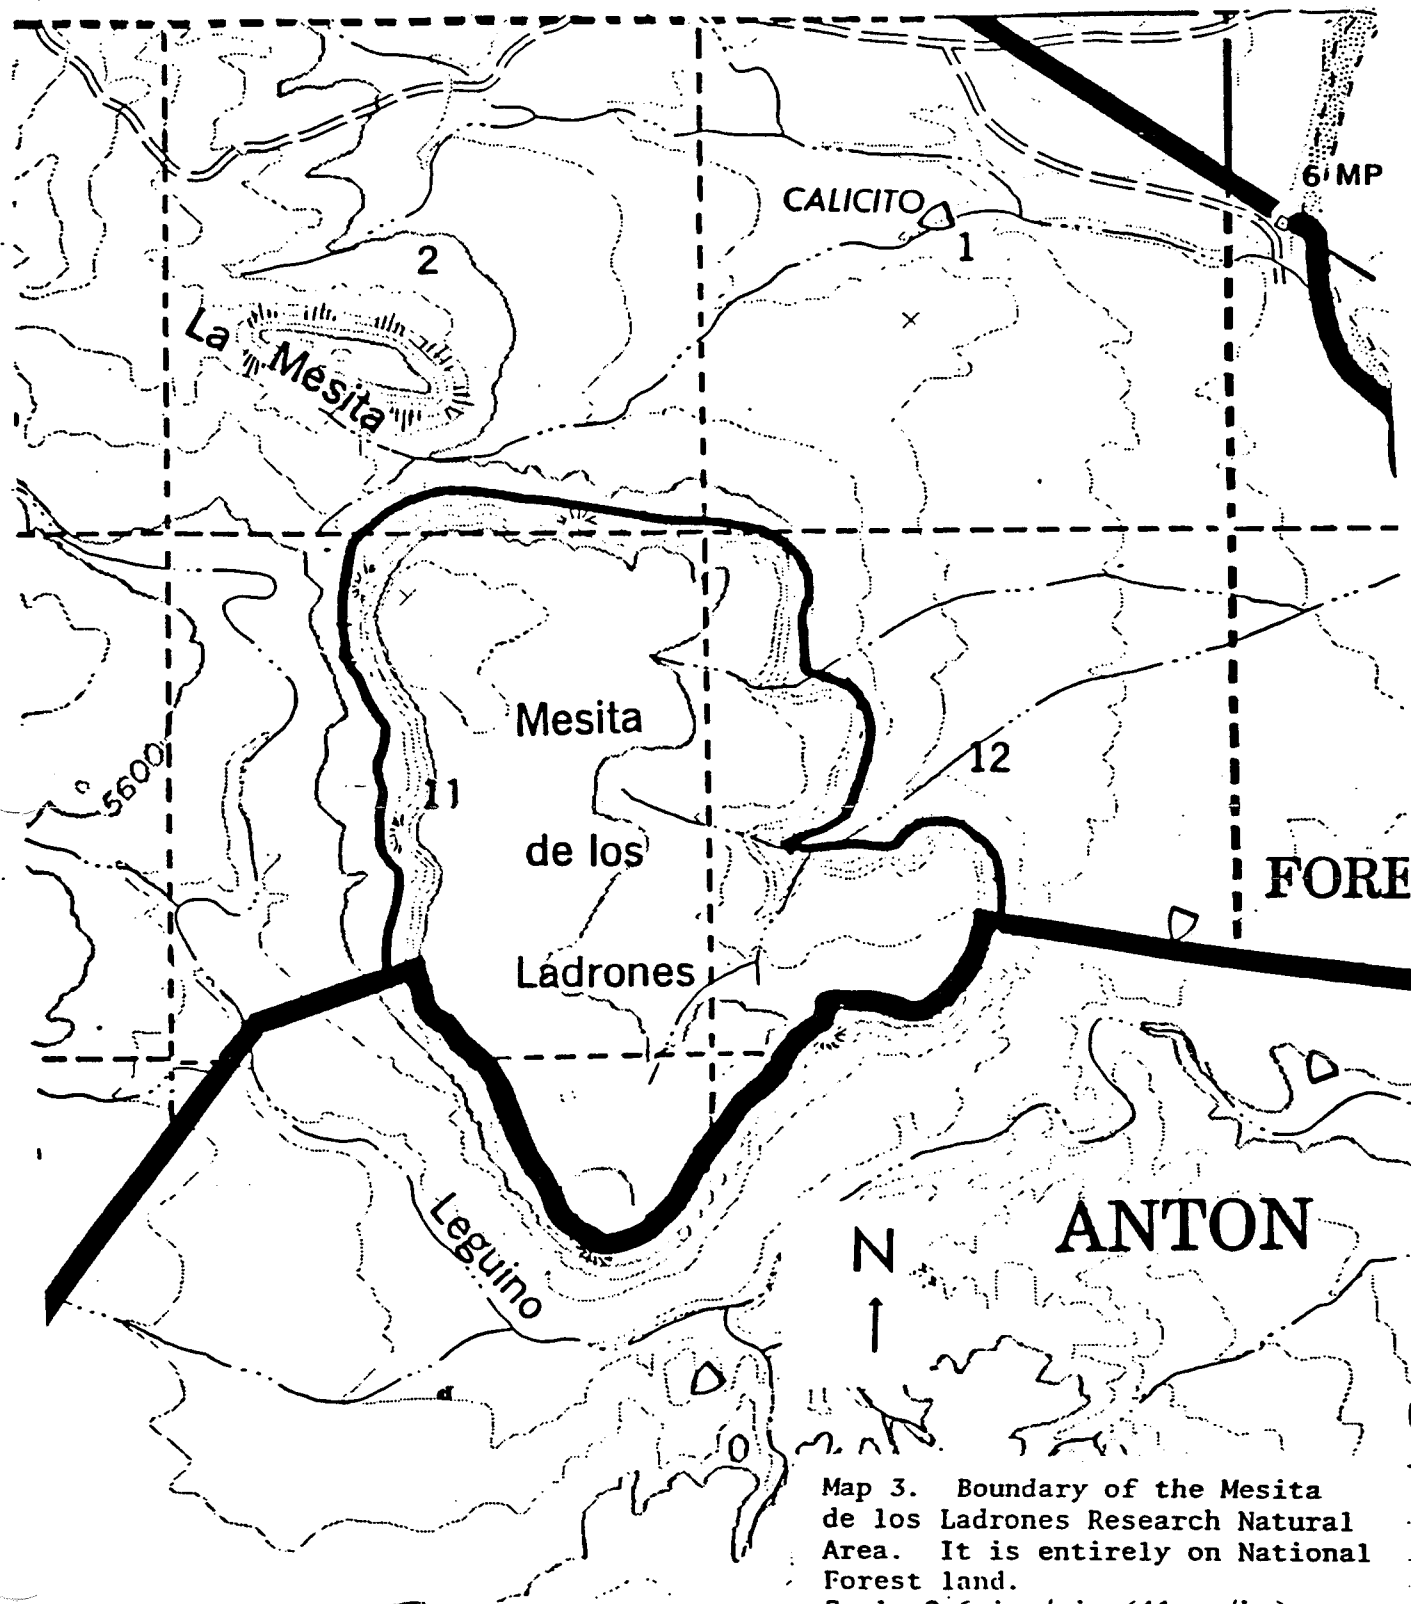 6 MP
CALICITO
1
2
La Mesita
Mesita
11
12
de los
5600
FORE
Ladrones
ANTON
Leguino
N
Map 3. Boundary of the Mesita
de los Ladrones Research Natural
Area. It is entirely on National
Forest land.